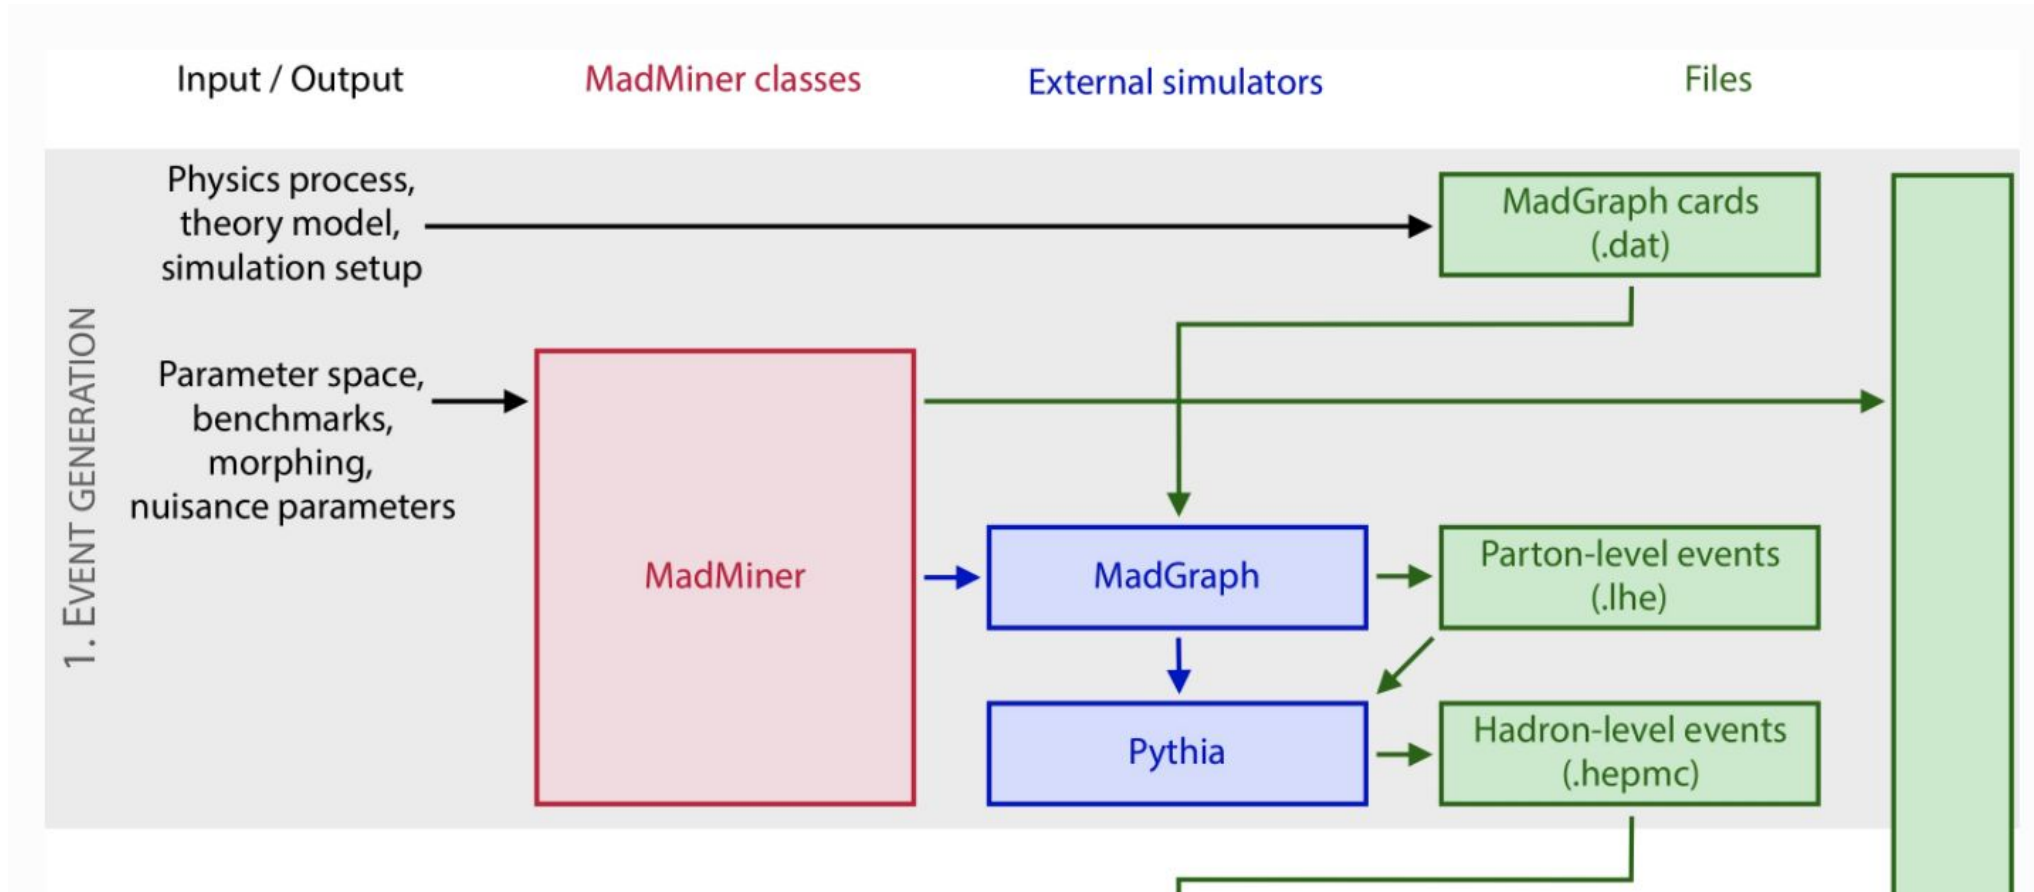 Input / Output
MadMiner classes
External simulators
Files
1. EVENT GENERATION
Physics process,
theory model,
simulation setup
MadGraph cards
(.dat)
Parameter space,
benchmarks,
morphing,
nuisance parameters
MadMiner
MadGraph
Parton-level events
(.lhe)
Pythia
Hadron-level events
(.hepmc)